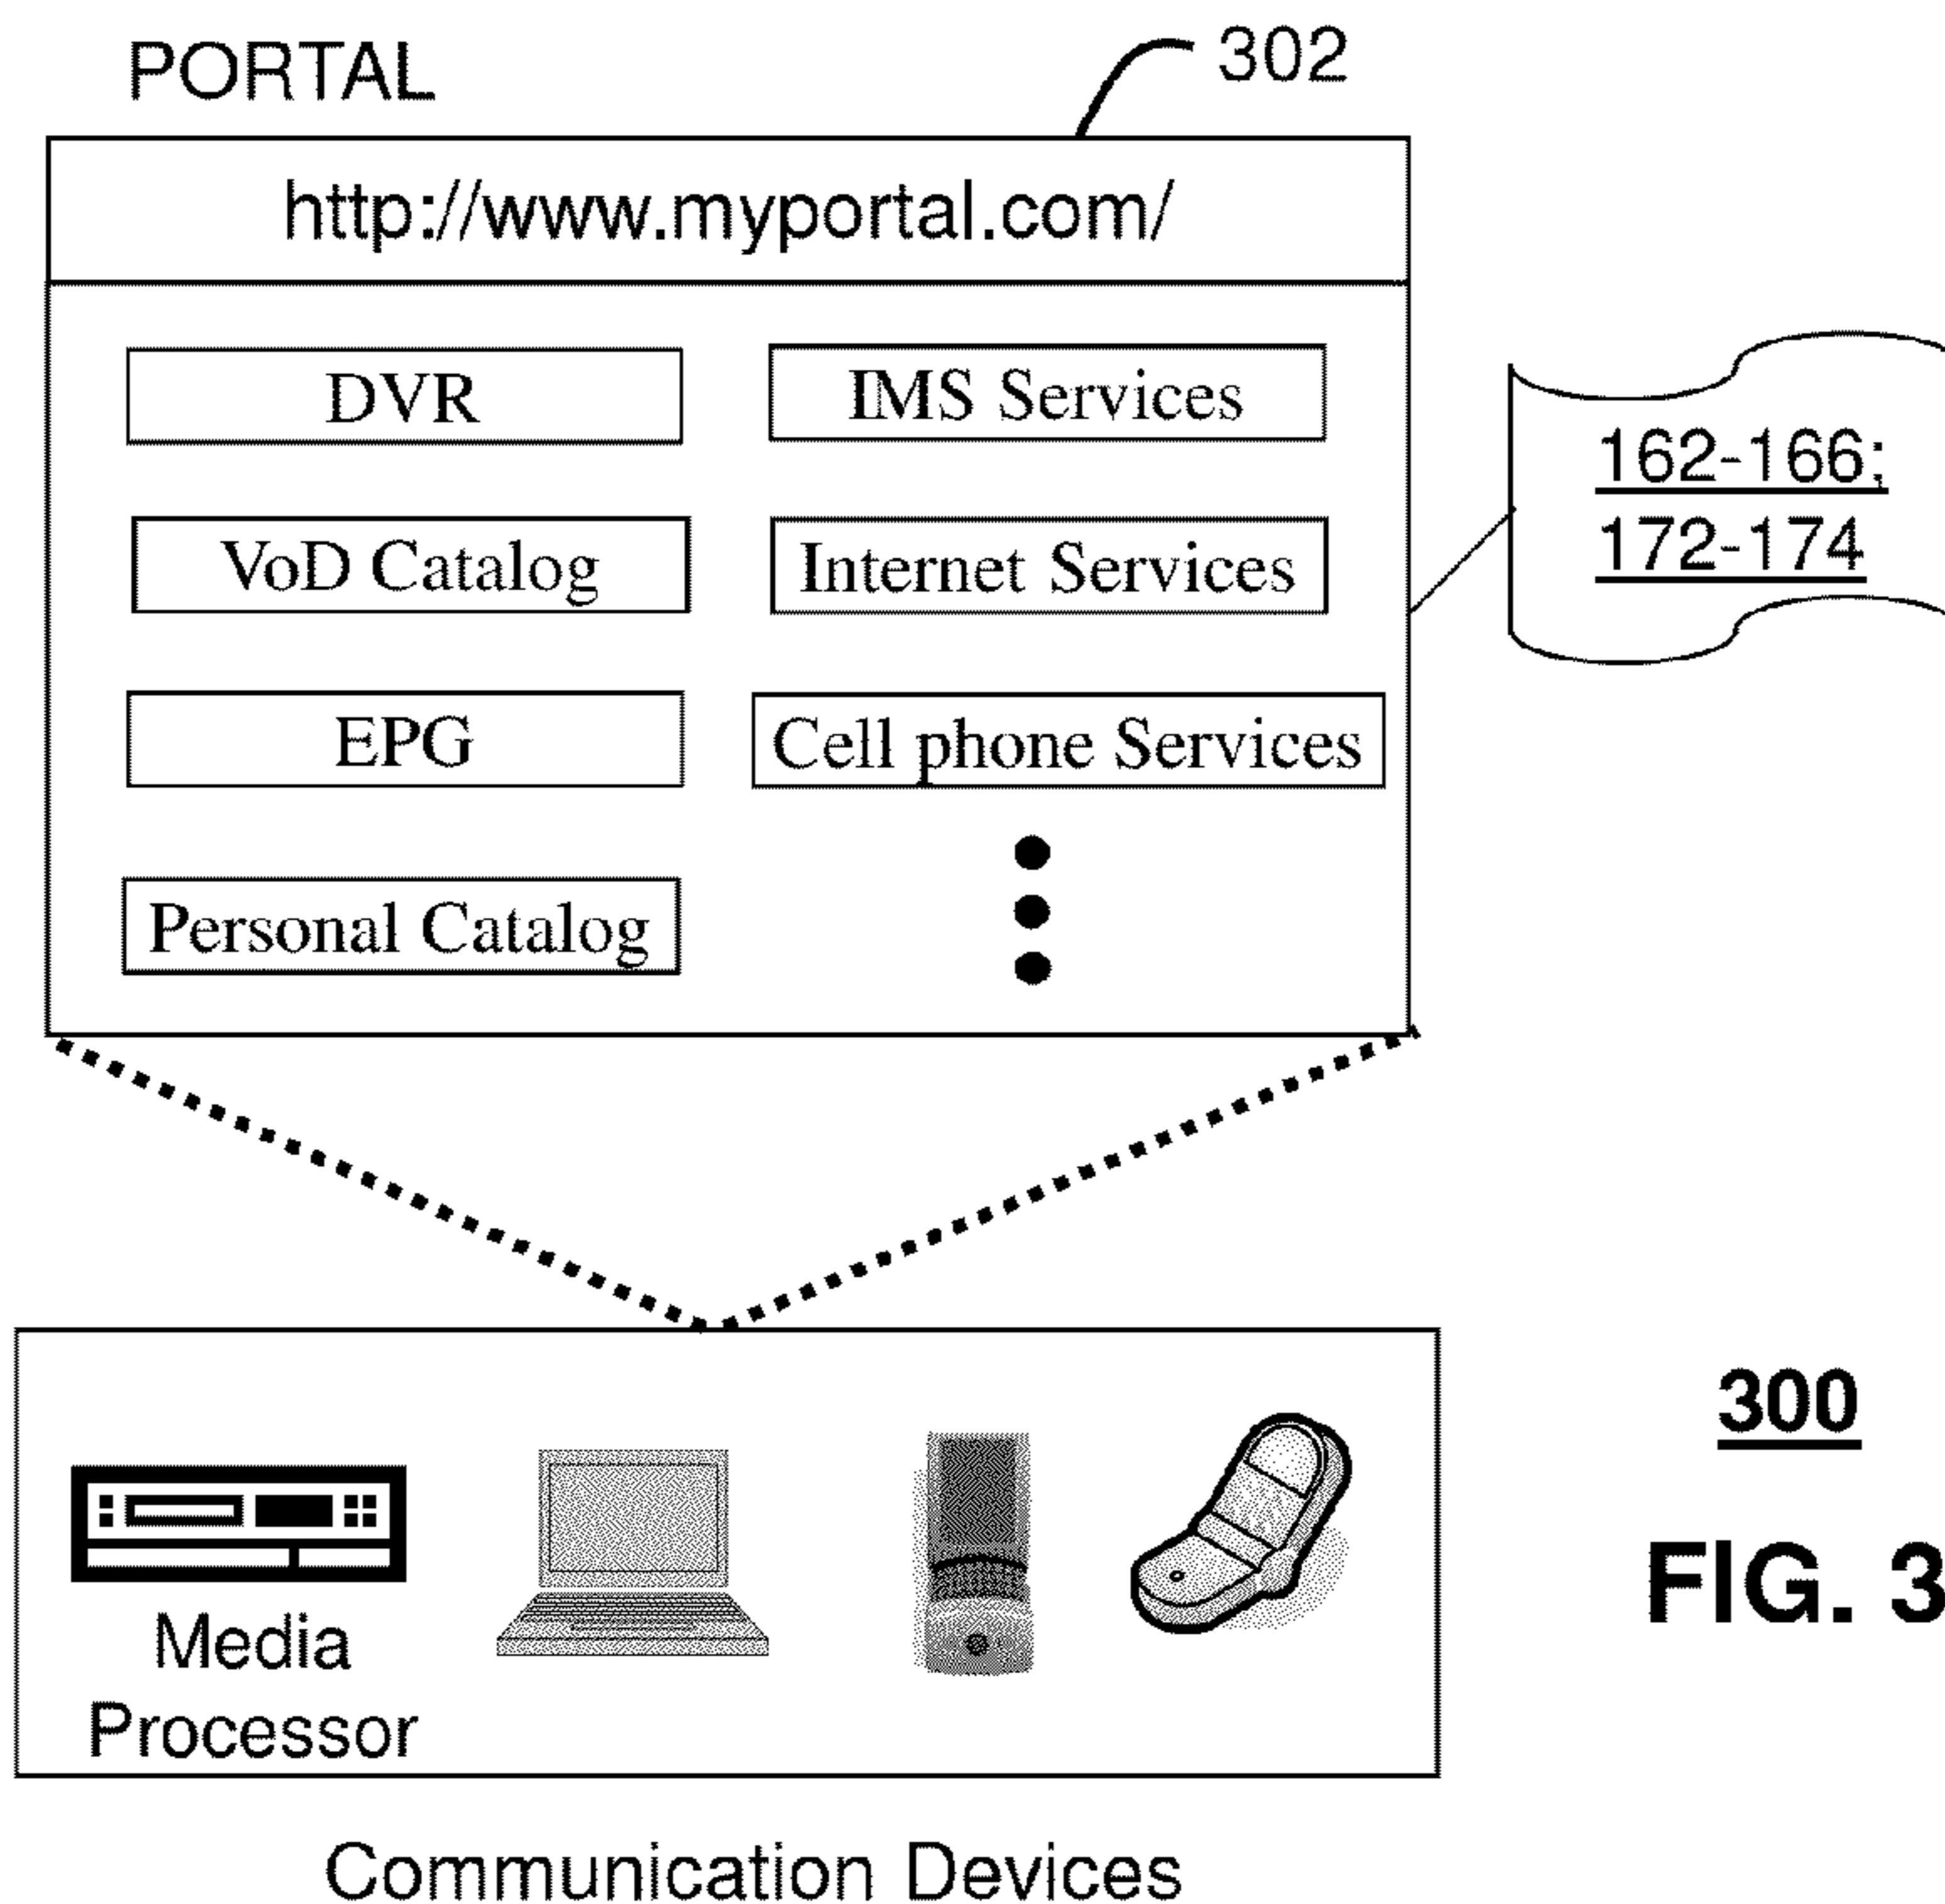 PORTAL
302
http://www.myportal.com/
DVR
IMS Services
VoD Catalog
Internet Services
EPG
Cell phone Services
Personal Catalog
162-166;
172-174
Media
Processor
Communication Devices
300
FIG. 3